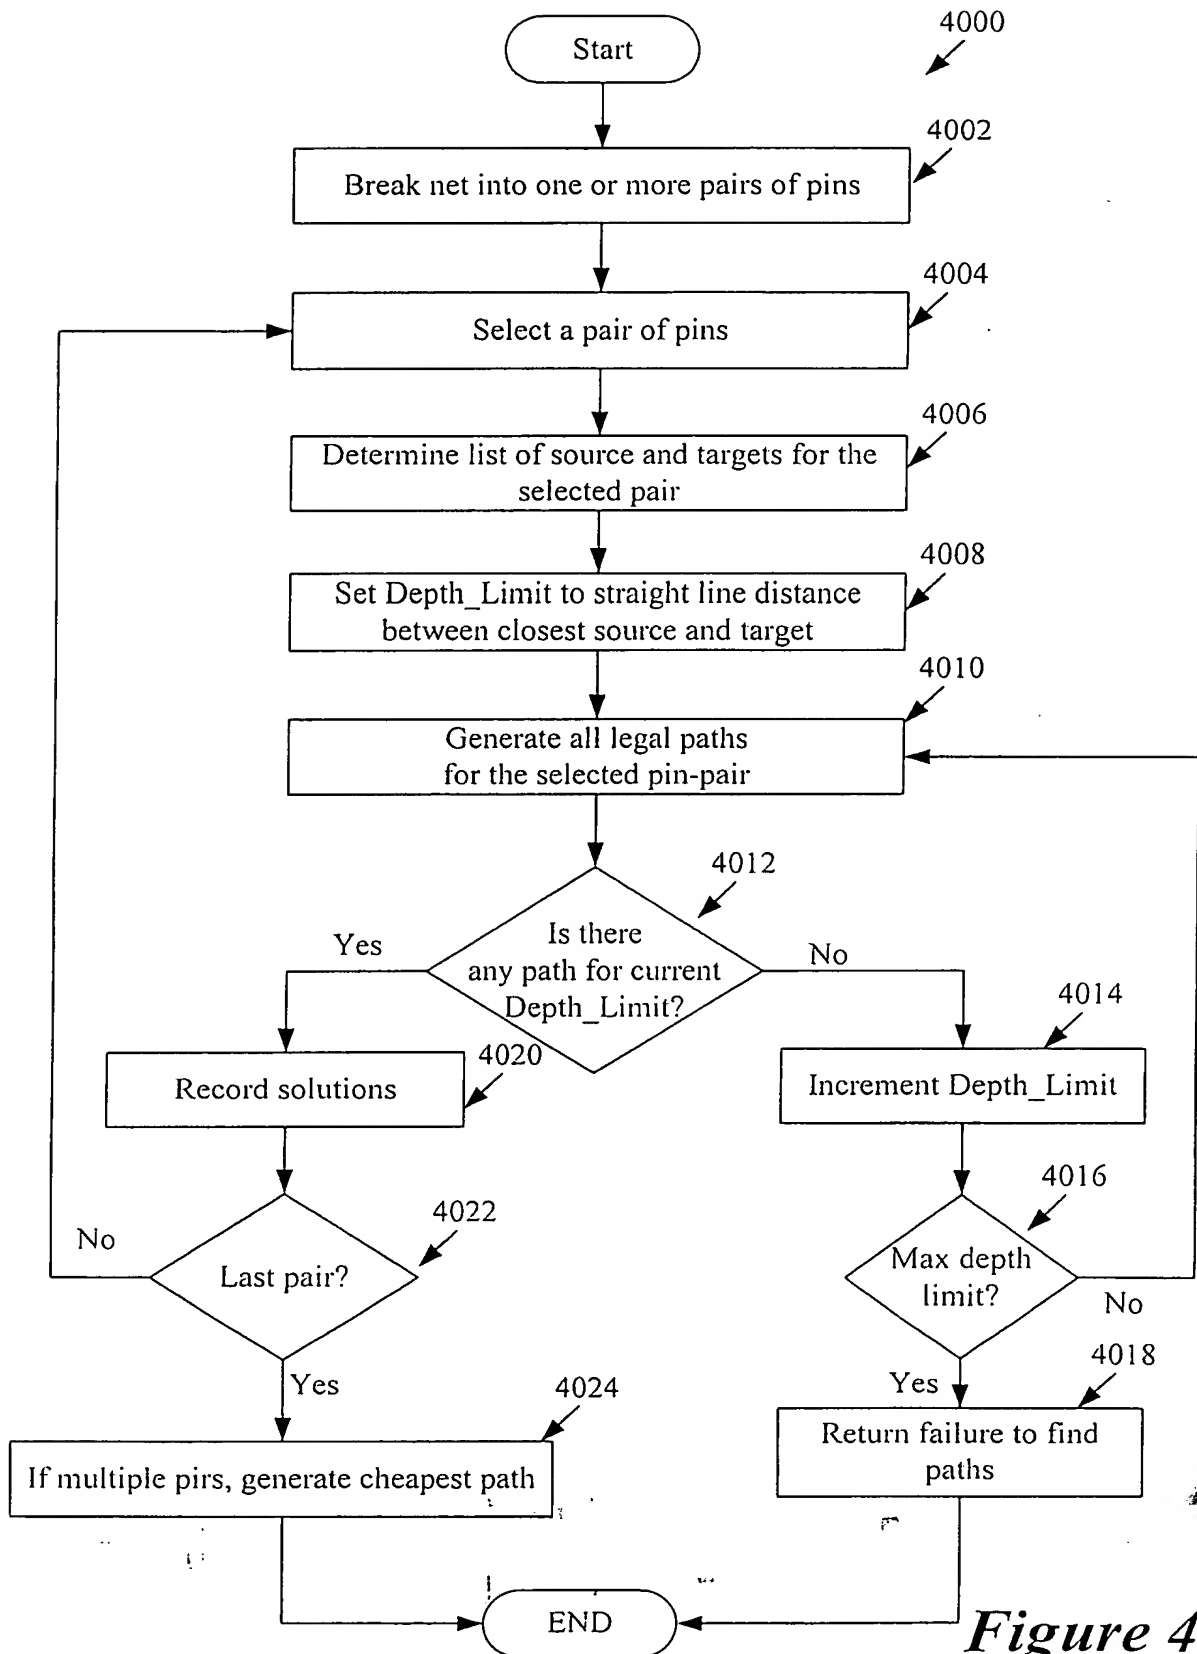 Start
4000
4002
Break net into one or more pairs of pins
4004
Select a pair of pins
4006
Determine list of source and targets for the
selected pair
4008
Set Depth_Limit to straight line distance
between closest source and target
4010
Generate all legal paths
for the selected pin-pair
4012
Is there
any path for current
Depth_Limit?
Yes
No
4014
Increment Depth_Limit
4020
Record solutions
4016
Max depth
limit?
No
4022
Last pair?
No
Yes
Yes
4018
Return failure to find
paths
4024
If multiple pirs, generate cheapest path
END
Figure 4